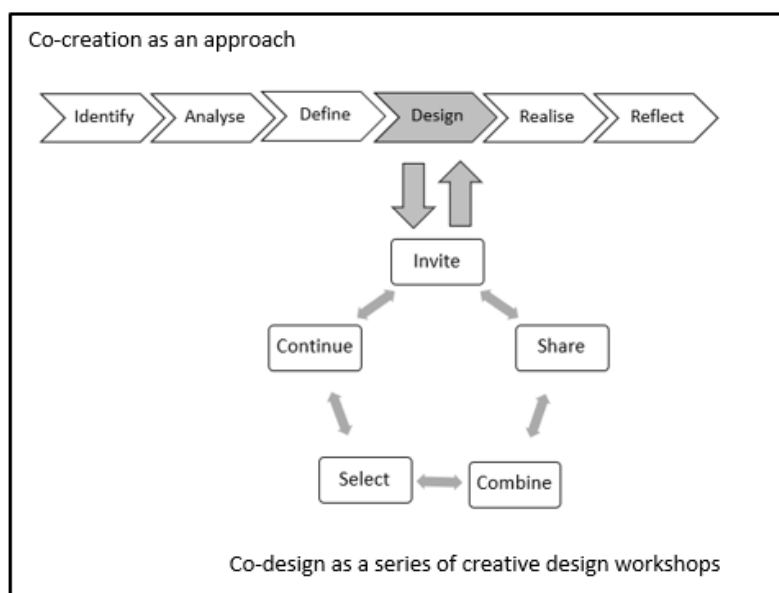 Co-creation as an approach
Identify
Analyse
Define
Design
Realise
Reflect
Invite
Continue
Share
Select
Combine
Co-design as a series of creative design workshops